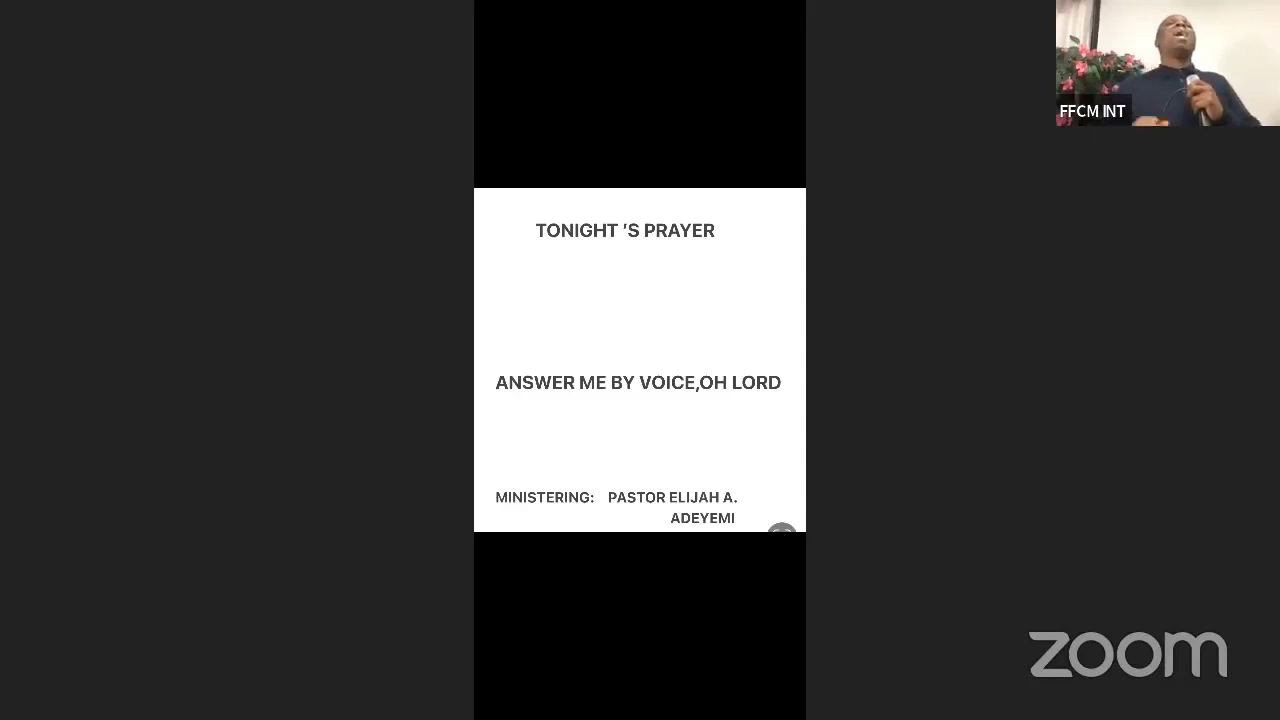 FFCM INT
TONIGHT 'S PRAYER
ANSWER ME BY VOICE,OH LORD
MINISTERING: PASTOR ELIJAH A.
ADEYEMI
zoom